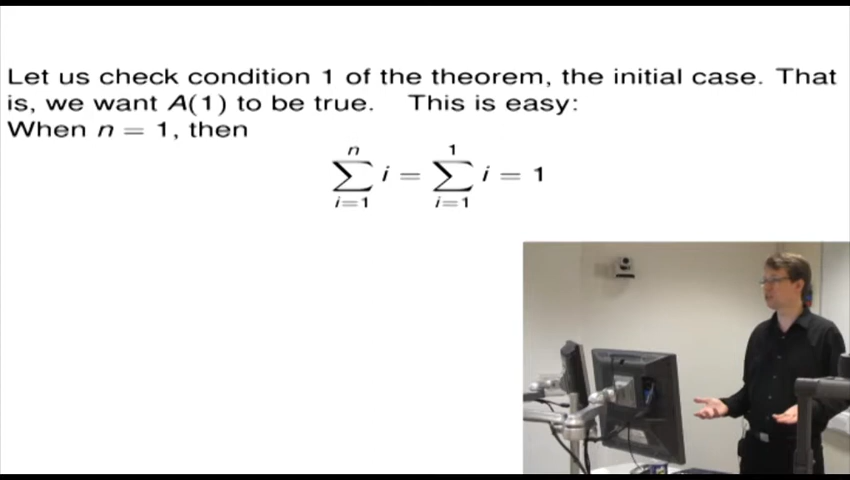 Let us check condition 1 of the theorem, the initial case. That
is, we want A(1) to be true. This is easy:
When n = 1, then
n 1
∑ i = ∑ i = 1
i=1 i=1